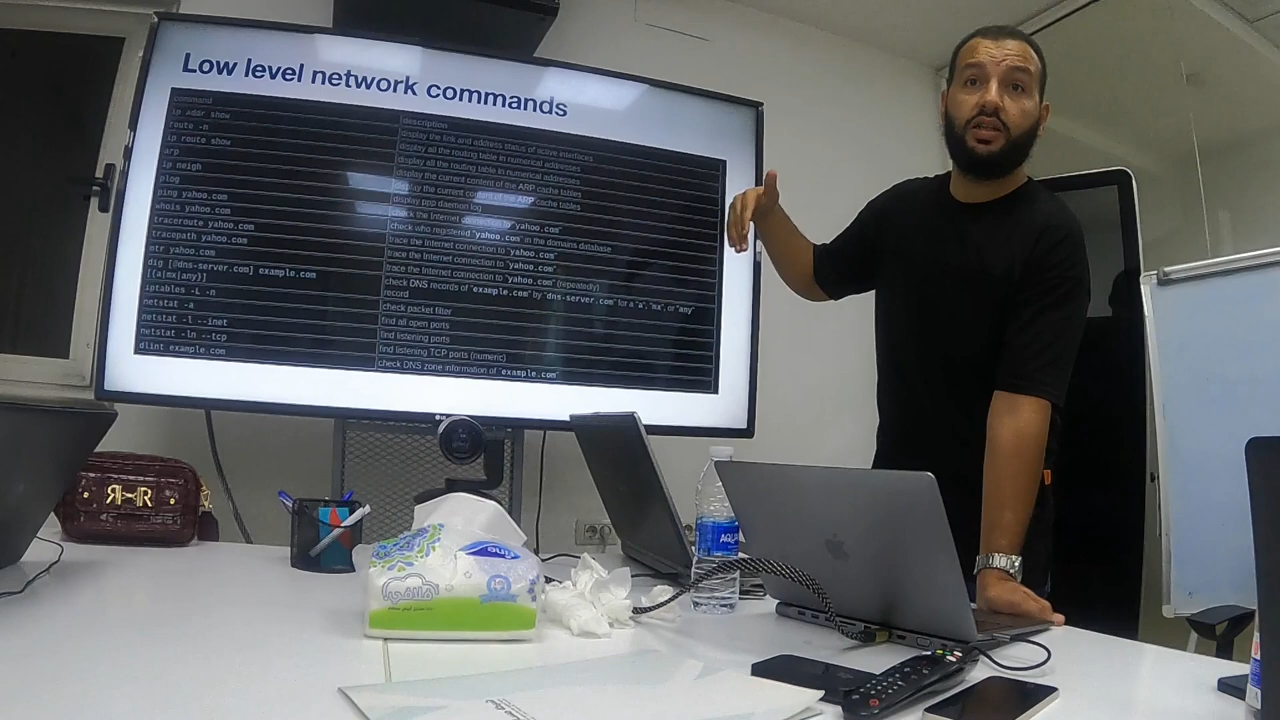 Low level network commands
command description
ip addr show display the link and address status of active interfaces
route -n display all the routing table in numerical addresses
ip route show display all the routing table in numerical addresses
arp display the current content of the ARP cache tables
ip neigh display the current content of the ARP cache tables
plog display ppp daemon log
ping yahoo.com check the Internet connection to "yahoo.com"
whois yahoo.com check who registered "yahoo.com" in the domains database
traceroute yahoo.com trace the Internet connection to "yahoo.com"
tracepath yahoo.com trace the Internet connection to "yahoo.com"
mtr yahoo.com trace the Internet connection to "yahoo.com" (repeatedly)
dig [@dns-server.com] example.com check DNS records of "example.com" by "dns-server.com" for a "a", "mx", or "any"
[{a|mx|any}] record
iptables -L -n check packet filter
netstat -a find all open ports
netstat -l --inet find listening ports
netstat -ln --tcp find listening TCP ports (numeric)
dlint example.com check DNS zone information of "example.com"
LG
fine
فلافي